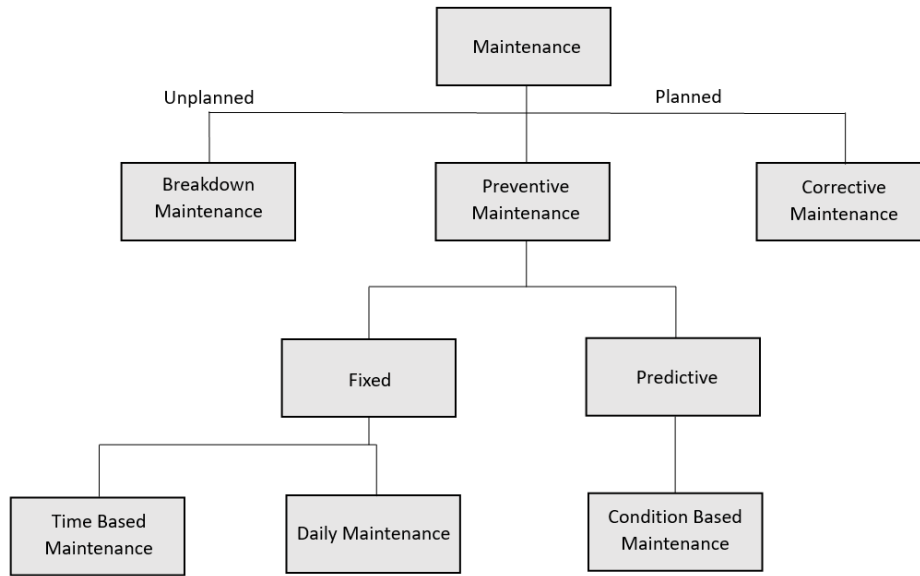 Maintenance
Unplanned
Planned
Breakdown
Maintenance
Preventive
Maintenance
Corrective
Maintenance
Fixed
Predictive
Time Based
Maintenance
Daily Maintenance
Condition Based
Maintenance